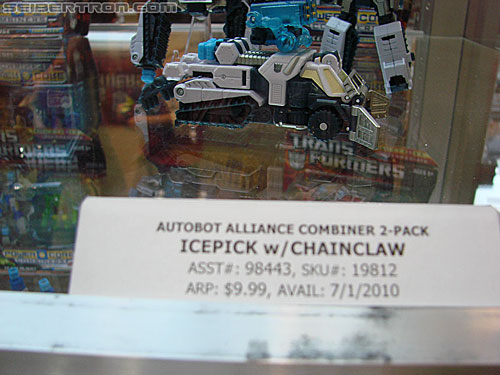 SEIBERTRON.COM
TRANSFORMERS
AUTOBOT ALLIANCE COMBINER 2-PACK
ICEPICK w/CHAINCLAW
ASST#: 98443, SKU#: 19812
ARP: $9.99, AVAIL: 7/1/2010